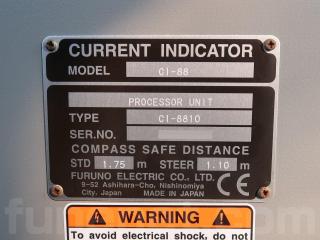 CURRENT INDICATOR
MODEL CI-88
PROCESSOR UNIT
TYPE CI-8810
SER.NO.
COMPASS SAFE DISTANCE
STD 1.75 m STEER 1.10 m
FURUNO ELECTRIC CO., LTD.
9-52 Ashihara-Cho, Nishinomiya
City, Japan MADE IN JAPAN CE
WARNING
To avoid electrical shock, do not